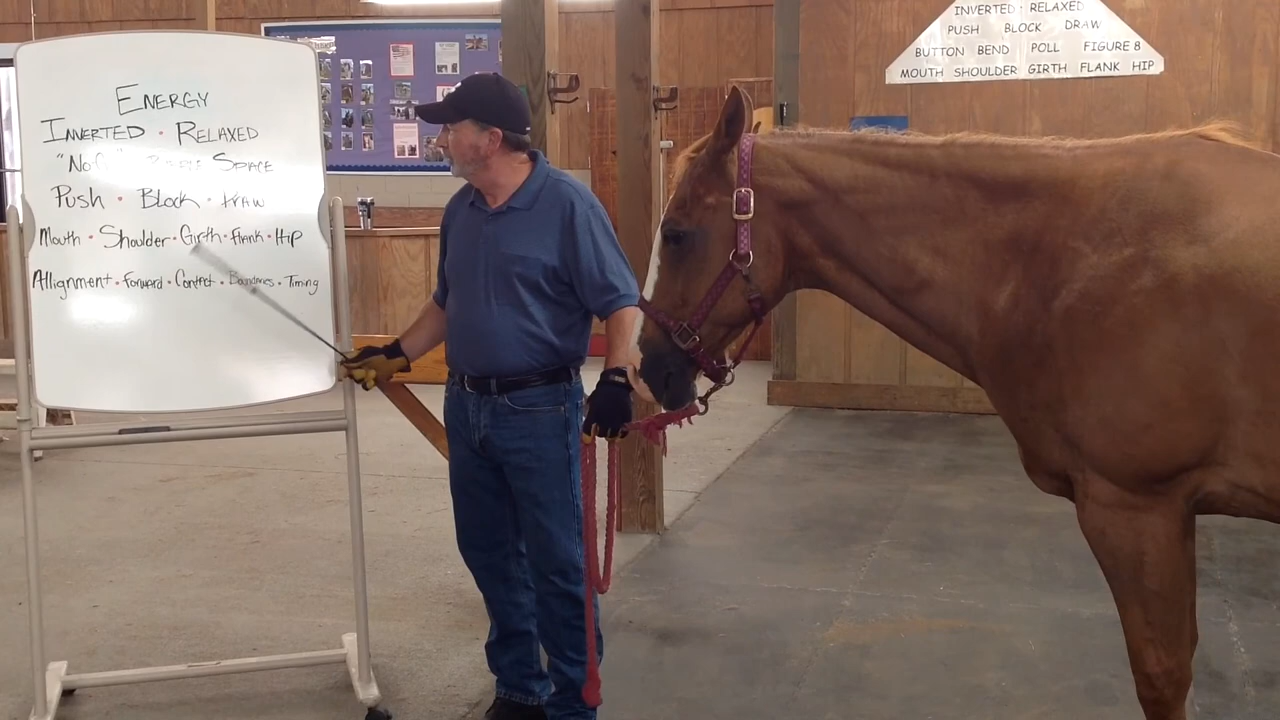 ENERGY
INVERTED • RELAXED
SPACE
PUSH • BLOCK • DRAW
MOUTH • SHOULDER • GIRTH • FLANK • HIP
ALLIGNMENT • FORWARD • CONTACT • BOUNDRIES • TIMING
INVERTED · RELAXED
PUSH BLOCK DRAW
BUTTON BEND POLL FIGURE 8
MOUTH SHOULDER GIRTH FLANK HIP